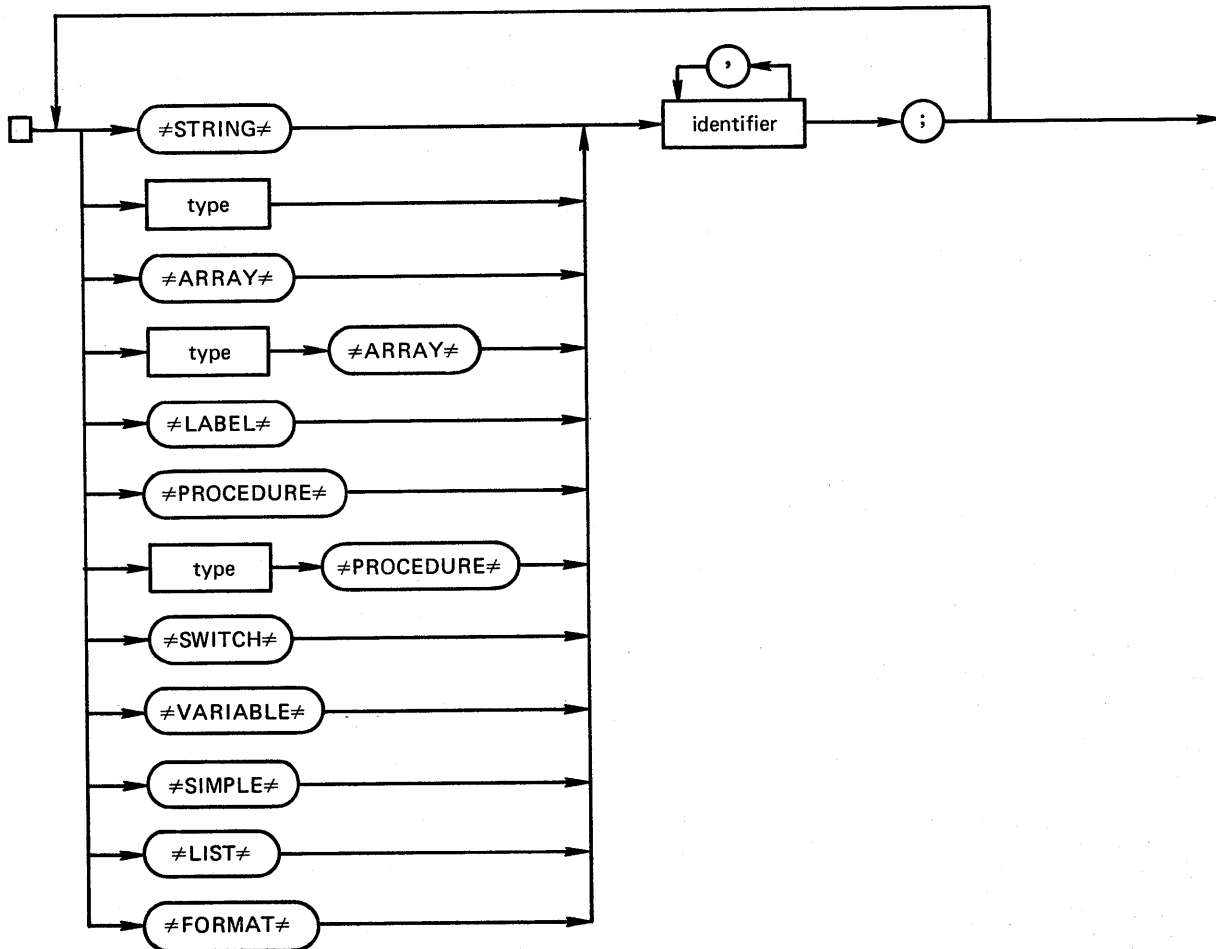 ,
≠STRING≠ identifier ;
type
≠ARRAY≠
type ≠ARRAY≠
≠LABEL≠
≠PROCEDURE≠
type ≠PROCEDURE≠
≠SWITCH≠
≠VARIABLE≠
≠SIMPLE≠
≠LIST≠
≠FORMAT≠